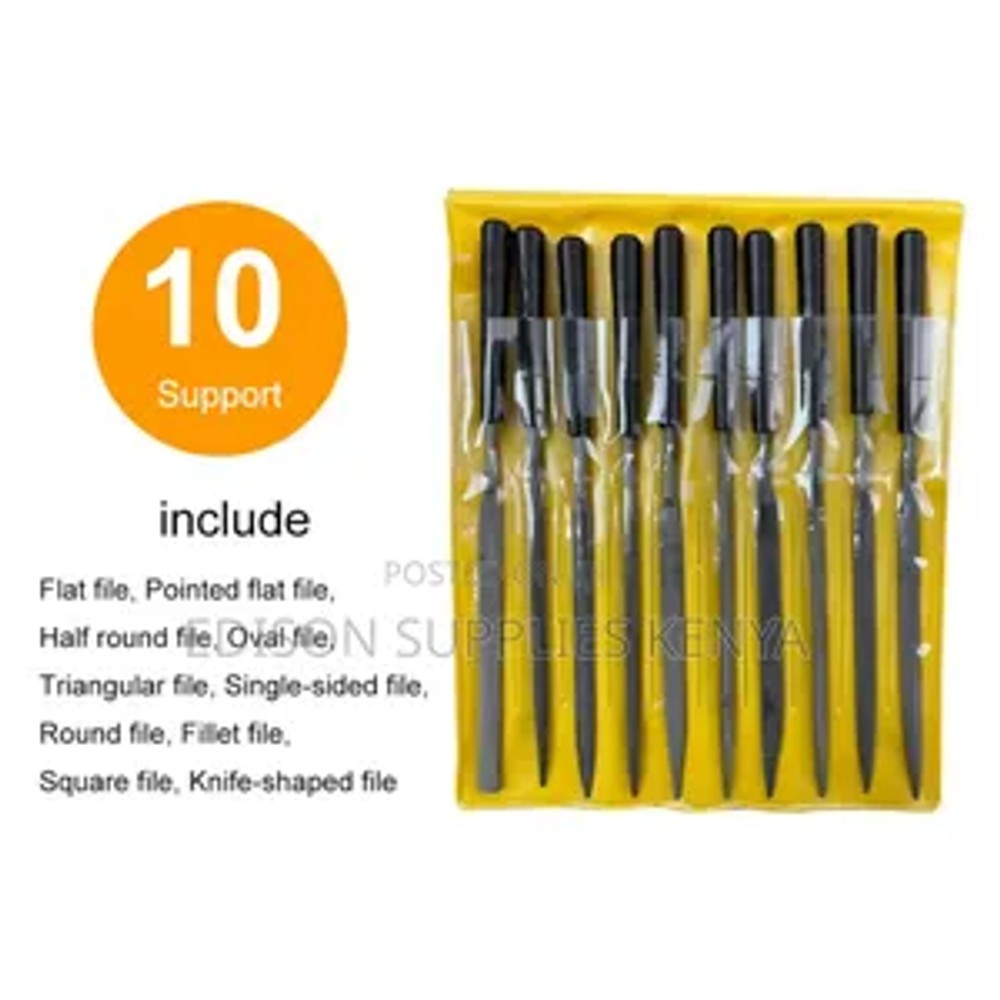 10
Support
include
Flat file, Pointed flat file,
Half round file, Oval file,
Triangular file, Single-sided file,
Round file, Fillet file,
Square file, Knife-shaped file
EDISON SUPPLIES KENYA